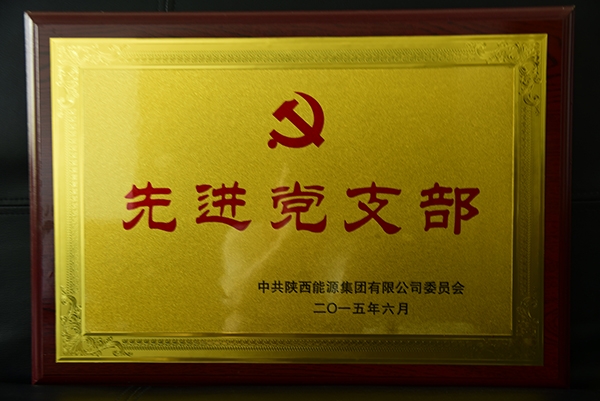 先进党支部
中共陕西能源集团有限公司委员会
二〇一五年六月